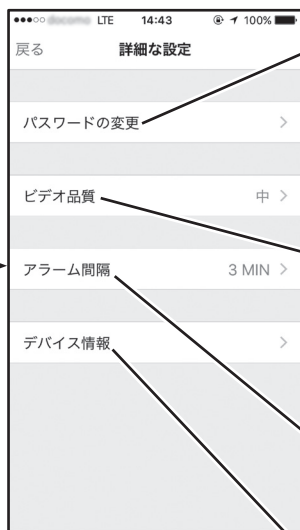 LTE 14:43 100%
戻る 詳細な設定
パスワードの変更
ビデオ品質 中
アラーム間隔 3 MIN
デバイス情報